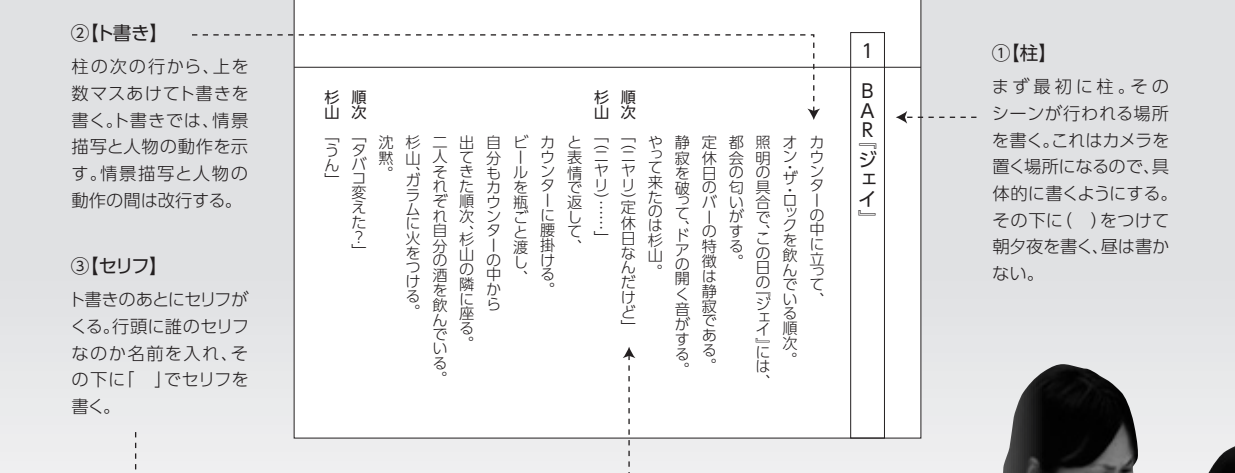 ②【ト書き】
柱の次の行から、上を
数マスあけてト書きを
書く。ト書きでは、情景
描写と人物の動作を示
す。情景描写と人物の
動作の間は改行する。
③【セリフ】
ト書きのあとにセリフが
くる。行頭に誰のセリフ
なのか名前を入れ、そ
の下に「　」でセリフを
書く。
①【柱】
まず最初に柱。その
シーンが行われる場所
を書く。これはカメラを
置く場所になるので、具
体的に書くようにする。
その下に(　)をつけて
朝夕夜を書く、昼は書か
ない。
1　BAR『ジェイ』
カウンターの中に立って、
オン・ザ・ロックを飲んでいる順次。
照明の具合で、この日の『ジェイ』には、
都会の匂いがする。
定休日のバーの特徴は静寂である。
静寂を破って、ドアの開く音がする。
やって来たのは杉山。
順次　「(ニヤリ)定休日なんだけど」
杉山　「(ニヤリ)……」
と表情で返して、
カウンターに腰掛ける。
ビールを瓶ごと渡し、
自分もカウンターの中から
出てきた順次、杉山の隣に座る。
二人それぞれ自分の酒を飲んでいる。
杉山、ガラムに火をつける。
沈黙。
順次　「タバコ変えた?」
杉山　「うん」